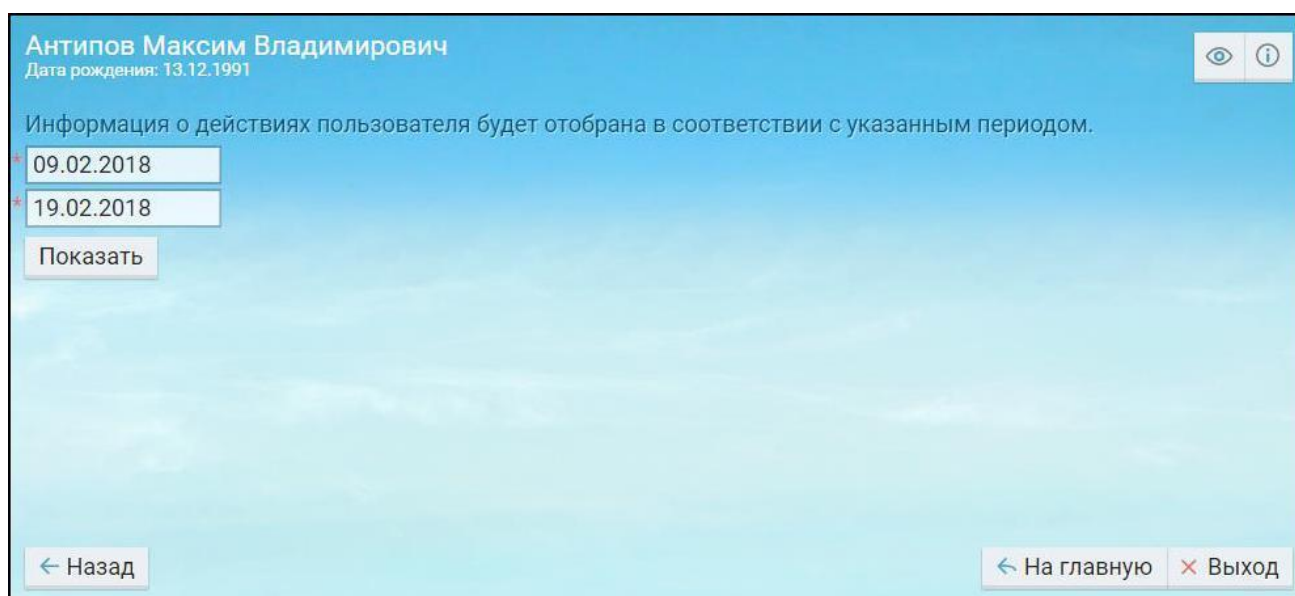 Антипов Максим Владимирович
Дата рождения: 13.12.1991
Информация о действиях пользователя будет отобрана в соответствии с указанным периодом.
* 09.02.2018
* 19.02.2018
Показать
Назад
На главную
Выход